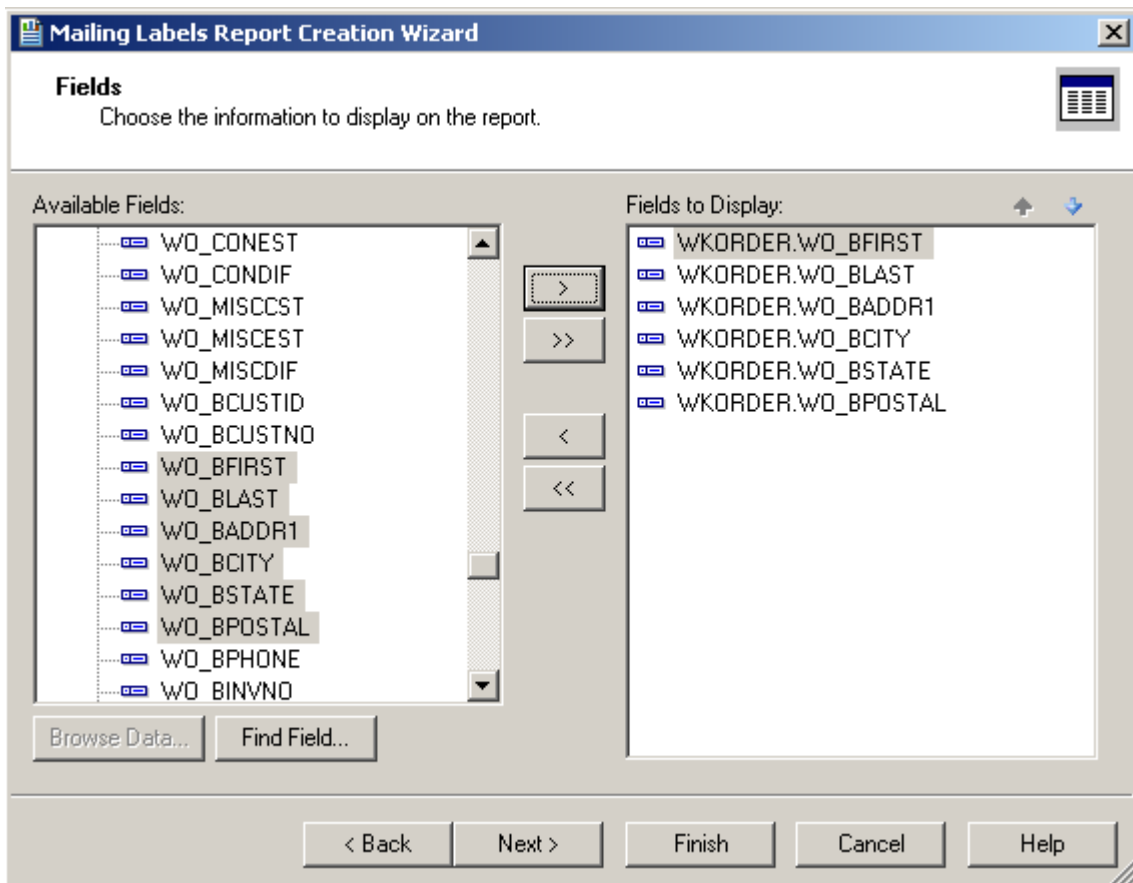 Mailing Labels Report Creation Wizard
Fields
Choose the information to display on the report.
Available Fields:
WO_CONEST
WO_CONDIF
WO_MISCCST
WO_MISCEST
WO_MISCDIF
WO_BCUSTID
WO_BCUSTNO
WO_BFIRST
WO_BLAST
WO_BADDR1
WO_BCITY
WO_BSTATE
WO_BPOSTAL
WO_BPHONE
WO_BINVNO
Browse Data...
Find Field...
>
>>
<
<<
Fields to Display:
WKORDER.WO_BFIRST
WKORDER.WO_BLAST
WKORDER.WO_BADDR1
WKORDER.WO_BCITY
WKORDER.WO_BSTATE
WKORDER.WO_BPOSTAL
< Back
Next >
Finish
Cancel
Help